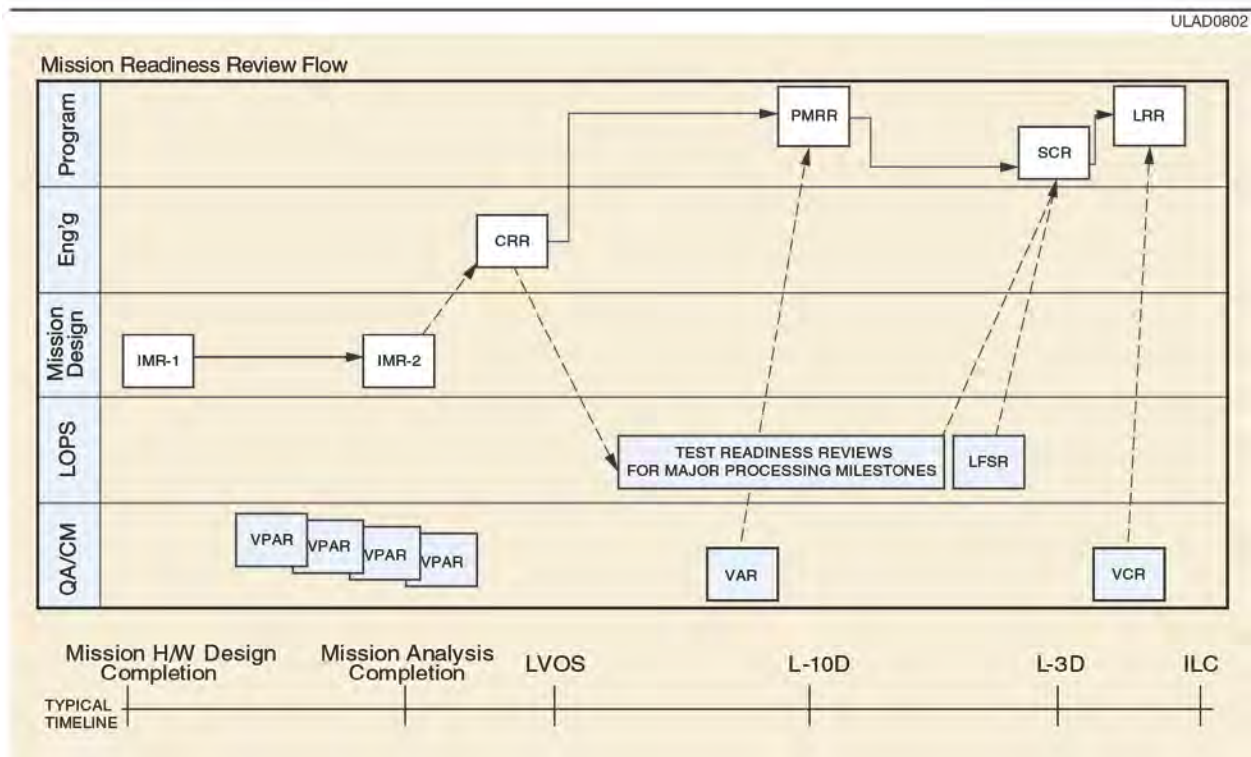 ULAD0802
Mission Readiness Review Flow
Program
PMRR
LRR
SCR
Eng'g
CRR
Mission
Design
IMR-1
IMR-2
LOPS
TEST READINESS REVIEWS
FOR MAJOR PROCESSING MILESTONES
LFSR
QA/CM
VPAR
VPAR
VPAR
VPAR
VAR
VCR
Mission H/W Design
Completion
Mission Analysis
Completion
LVOS
L-10D
L-3D
ILC
TYPICAL
TIMELINE